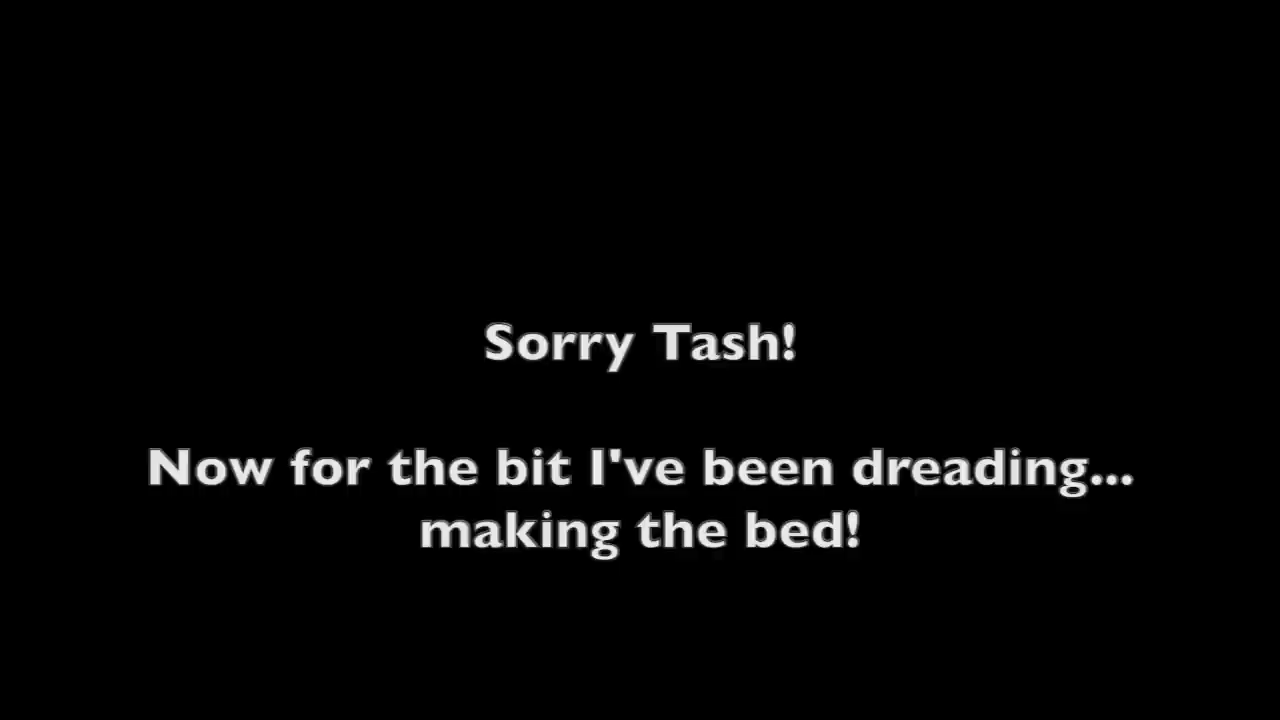 Sorry Tash!
Now for the bit I've been dreading...
making the bed!